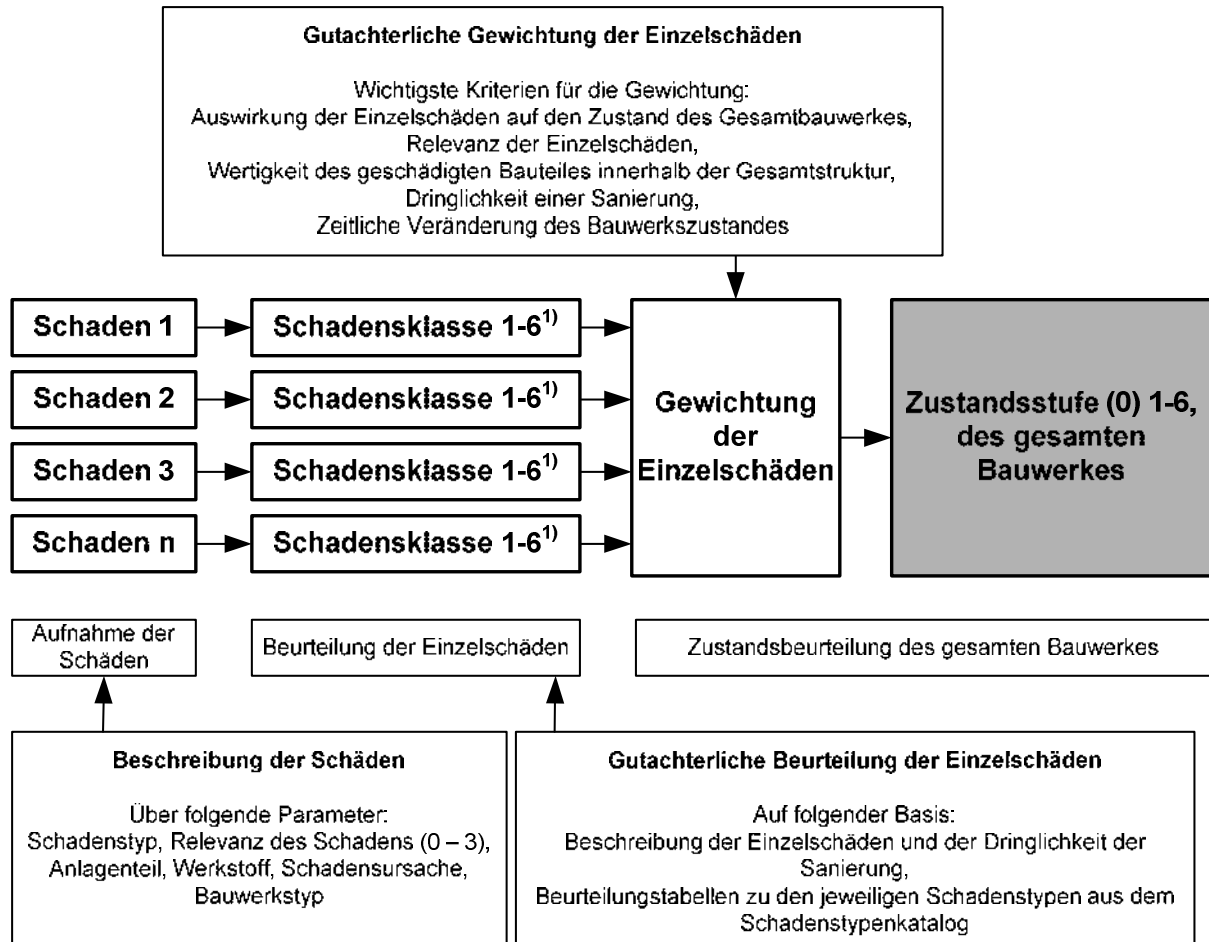 Gutachterliche Gewichtung der Einzelschäden
Wichtigste Kriterien für die Gewichtung:
Auswirkung der Einzelschäden auf den Zustand des Gesamtbauwerkes,
Relevanz der Einzelschäden,
Wertigkeit des geschädigten Bauteiles innerhalb der Gesamtstruktur,
Dringlichkeit einer Sanierung,
Zeitliche Veränderung des Bauwerkszustandes
Schaden 1
Schadensklasse 1-6¹⁾
Schaden 2
Schadensklasse 1-6¹⁾
Schaden 3
Schadensklasse 1-6¹⁾
Schaden n
Schadensklasse 1-6¹⁾
Gewichtung
der
Einzelschäden
Zustandsstufe (0) 1-6,
des gesamten
Bauwerkes
Aufnahme der
Schäden
Beurteilung der Einzelschäden
Zustandsbeurteilung des gesamten Bauwerkes
Beschreibung der Schäden
Über folgende Parameter:
Schadenstyp, Relevanz des Schadens (0 – 3),
Anlagenteil, Werkstoff, Schadensursache,
Bauwerkstyp
Gutachterliche Beurteilung der Einzelschäden
Auf folgender Basis:
Beschreibung der Einzelschäden und der Dringlichkeit der
Sanierung,
Beurteilungstabellen zu den jeweiligen Schadenstypen aus dem
Schadenstypenkatalog